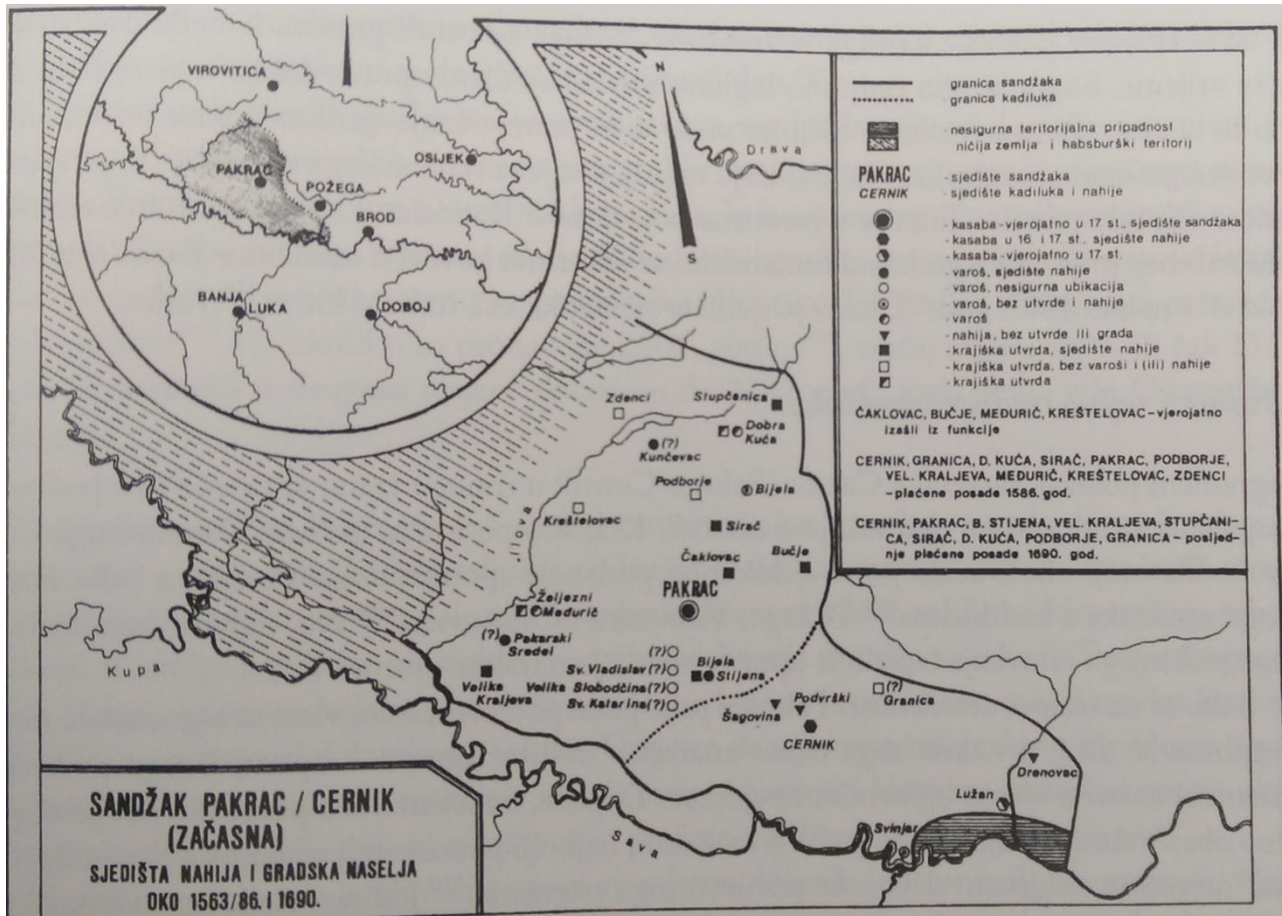 VIROVITICA
PAKRAC
POŽEGA
OSIJEK
BROD
BANJA
LUKA
DOBOJ
N
S
Drava
granica sandžaka
granica kadiluka
nesigurna teritorijalna pripadnost
ničija zemlja i habsburški teritorij
PAKRAC -sjedište sandžaka
CERNIK -sjedište kadiluka i nahije
-kasaba-vjerojatno u 17 st., sjedište sandžaka
-kasaba u 16. i 17. st., sjedište nahije
-kasaba-vjerojatno u 17. st.
-varoš, sjedište nahije
-varoš, nesigurna ubikacija
-varoš, bez utvrde i nahije
-varoš
-nahija, bez utvrde ili grada
-krajiška utvrda, sjedište nahije
-krajiška utvrda, bez varoši i (ili) nahije
-krajiška utvrda
ČAKLOVAC, BUČJE, MEĐURIČ, KREŠTELOVAC-vjerojatno
izašli iz funkcije
CERNIK, GRANICA, D. KUĆA, SIRAČ, PAKRAC, PODBORJE,
VEL. KRALJEVA, MEĐURIČ, KREŠTELOVAC, ZDENCI
-plaćene posade 1586. god.
CERNIK, PAKRAC, B. STIJENA, VEL. KRALJEVA, STUPČANI-
CA, SIRAČ, D. KUĆA, PODBORJE, GRANICA- posljed-
nje plaćene posade 1690. god.
Zdenci
Stupčanica
Dobra
Kuća
(?)
Kunčevac
Podborje
Bijela
Kreštelovac
Ilova
Sirač
Čaklovac
Bučje
PAKRAC
Željezni
Međurič
(?)
Pakarski
Sredel
Velika
Kraljeva
(?)
Sv. Vladislav(?)
Velika Slobodčina(?)
Sv. Katarina(?)
Bijela
Stijena
Podvrški
Šagovina
CERNIK
(?)
Granica
Drenovac
Lužan
Svinjar
Kupa
Sava
SANDŽAK PAKRAC / CERNIK
(ZAČASNA)
SJEDIŠTA NAHIJA I GRADSKA NASELJA
OKO 1563/86. I 1690.